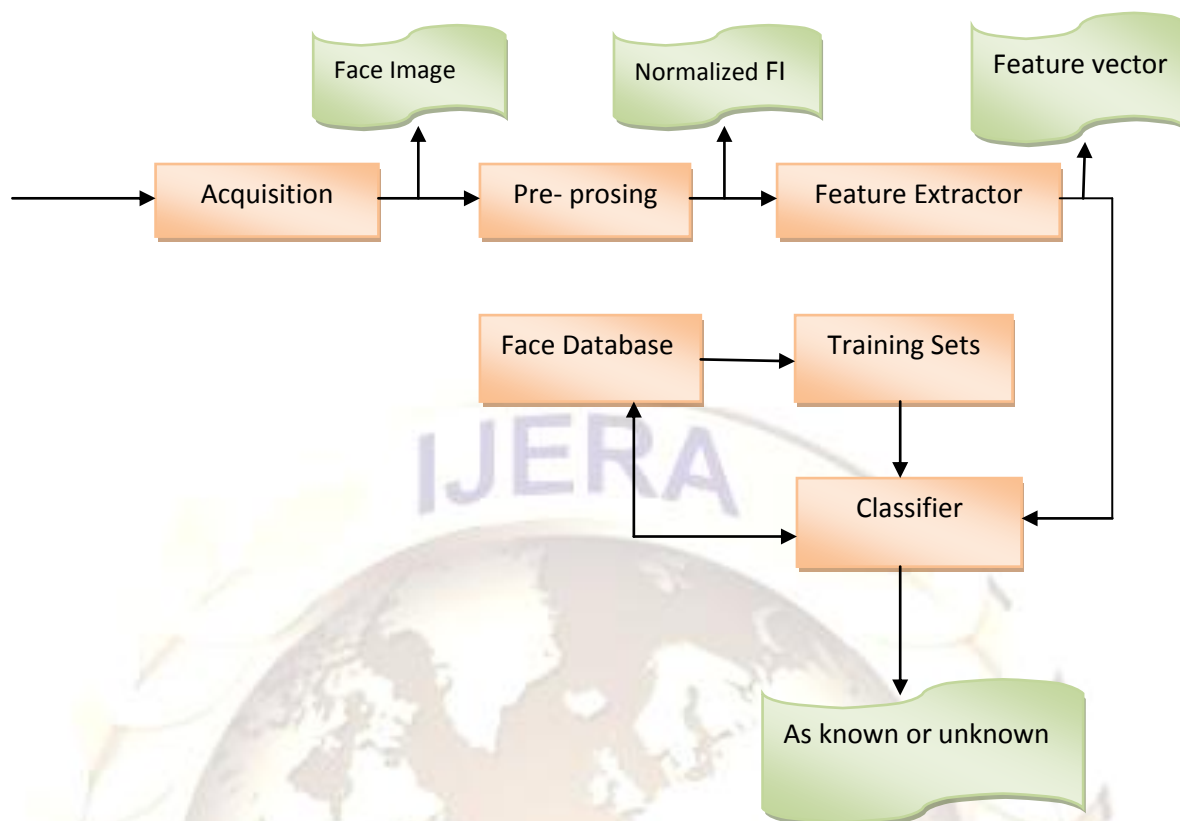 Face Image
Normalized FI
Feature vector
Acquisition
Pre- prosing
Feature Extractor
Face Database
Training Sets
IJERA
Classifier
As known or unknown